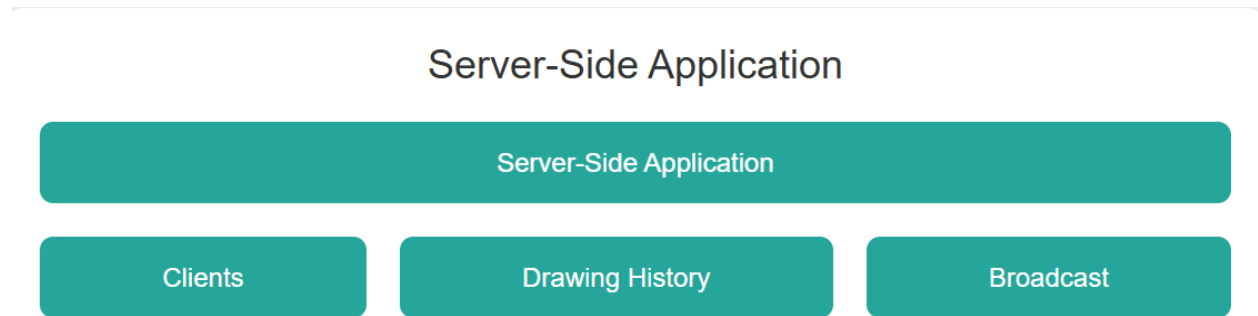 Server-Side Application
Server-Side Application
Clients
Drawing History
Broadcast